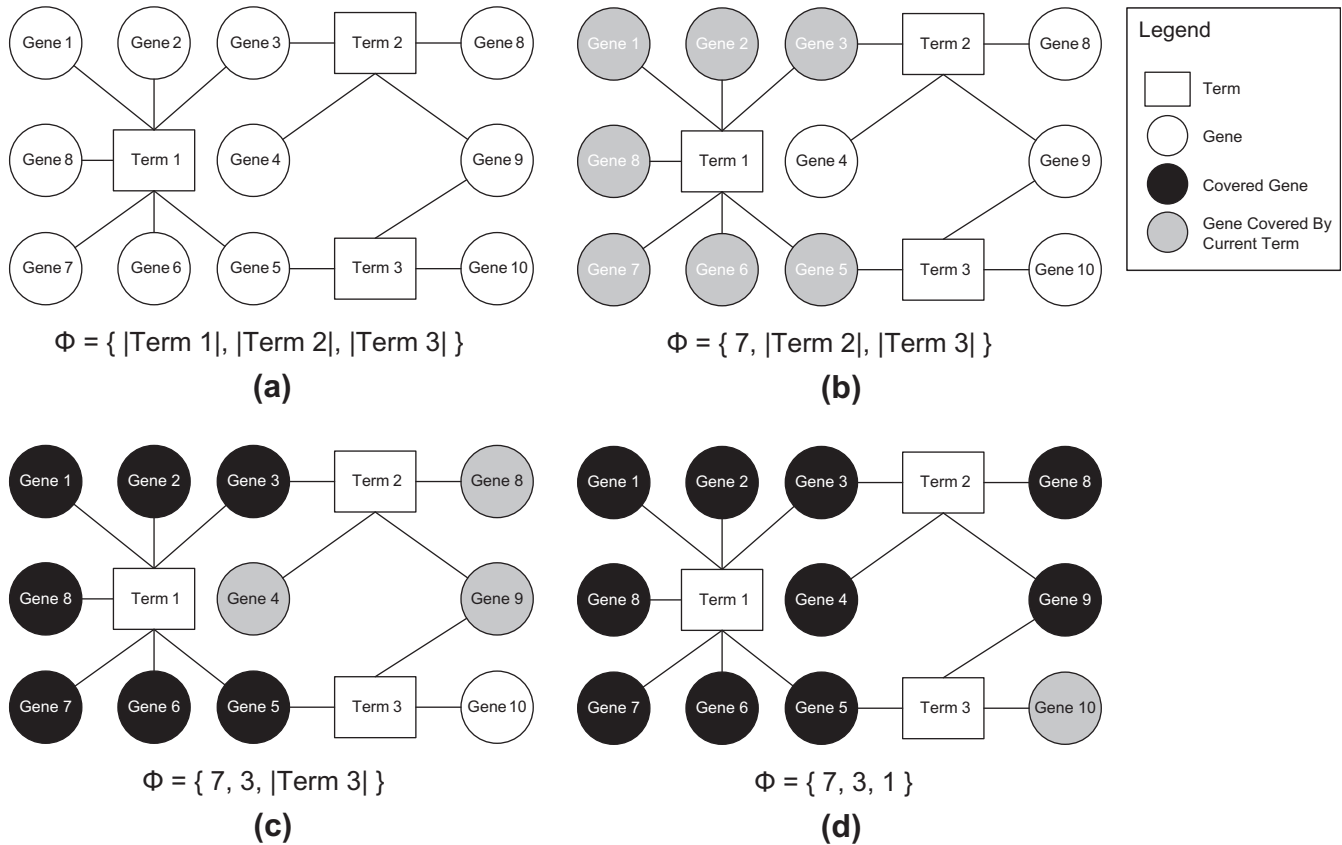 Gene 1
Gene 2
Gene 3
Term 2
Gene 8
Gene 8
Term 1
Gene 4
Gene 9
Gene 7
Gene 6
Gene 5
Term 3
Gene 10
Φ = { |Term 1|, |Term 2|, |Term 3| }
(a)
Gene 1
Gene 2
Gene 3
Term 2
Gene 8
Gene 8
Term 1
Gene 4
Gene 9
Gene 7
Gene 6
Gene 5
Term 3
Gene 10
Φ = { 7, |Term 2|, |Term 3| }
(b)
Legend
Term
Gene
Covered Gene
Gene Covered By
Current Term
Gene 1
Gene 2
Gene 3
Term 2
Gene 8
Gene 8
Term 1
Gene 4
Gene 9
Gene 7
Gene 6
Gene 5
Term 3
Gene 10
Φ = { 7, 3, |Term 3| }
(c)
Gene 1
Gene 2
Gene 3
Term 2
Gene 8
Gene 8
Term 1
Gene 4
Gene 9
Gene 7
Gene 6
Gene 5
Term 3
Gene 10
Φ = { 7, 3, 1 }
(d)